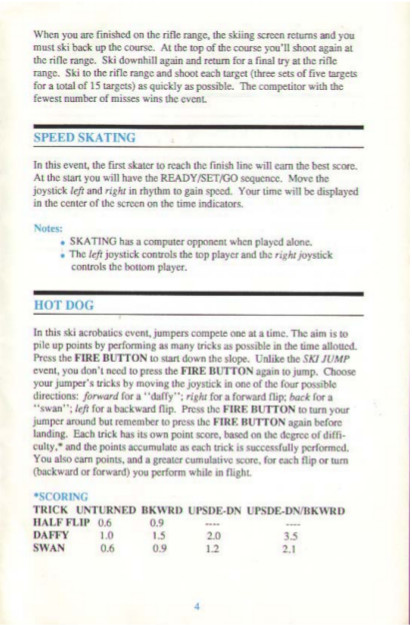 When you are finished on the rifle range, the skiing screen returns and you
must ski back up the course. At the top of the course you'll shoot again at
the rifle range. Ski downhill again and return for a final try at the rifle
range. Ski to the rifle range and shoot each target (three sets of five targets
for a total of 15 targets) as quickly as possible. The competitor with the
fewest number of misses wins the event.
SPEED SKATING
In this event, the first skater to reach the finish line will earn the best score.
At the start you will have the READY/SET/GO sequence. Move the
joystick left and right in rhythm to gain speed. Your time will be displayed
in the center of the screen on the time indicators.
Notes:
• SKATING has a computer opponent when played alone.
• The left joystick controls the top player and the right joystick
controls the bottom player.
HOT DOG
In this ski acrobatics event, jumpers compete one at a time. The aim is to
pile up points by performing as many tricks as possible in the time allotted.
Press the FIRE BUTTON to start down the slope. Unlike the SKI JUMP
event, you don't need to press the FIRE BUTTON again to jump. Choose
your jumper's tricks by moving the joystick in one of the four possible
directions: forward for a "daffy"; right for a forward flip; back for a
"swan"; left for a backward flip. Press the FIRE BUTTON to turn your
jumper around but remember to press the FIRE BUTTON again before
landing. Each trick has its own point score, based on the degree of diffi-
culty,* and the points accumulate as each trick is successfully performed.
You also earn points, and a greater cumulative score, for each flip or turn
(backward or forward) you perform while in flight.
*SCORING
TRICK UNTURNED BKWRD UPSDE-DN UPSDE-DN/BKWRD
HALF FLIP 0.6 0.9 ---- ----
DAFFY 1.0 1.5 2.0 3.5
SWAN 0.6 0.9 1.2 2.1
4